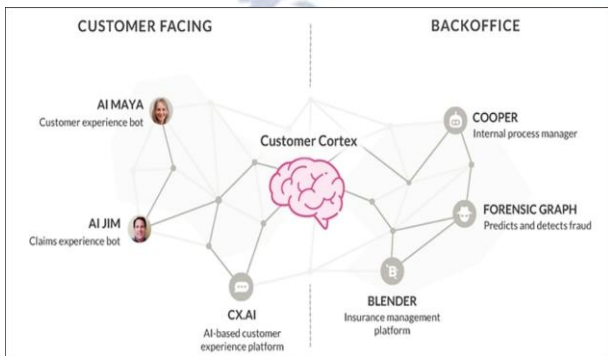 CUSTOMER FACING
BACKOFFICE
AI MAYA
Customer experience bot
COOPER
Internal process manager
Customer Cortex
AI JIM
Claims experience bot
FORENSIC GRAPH
Predicts and detects fraud
CX.AI
AI-based customer
experience platform
BLENDER
Insurance management
platform